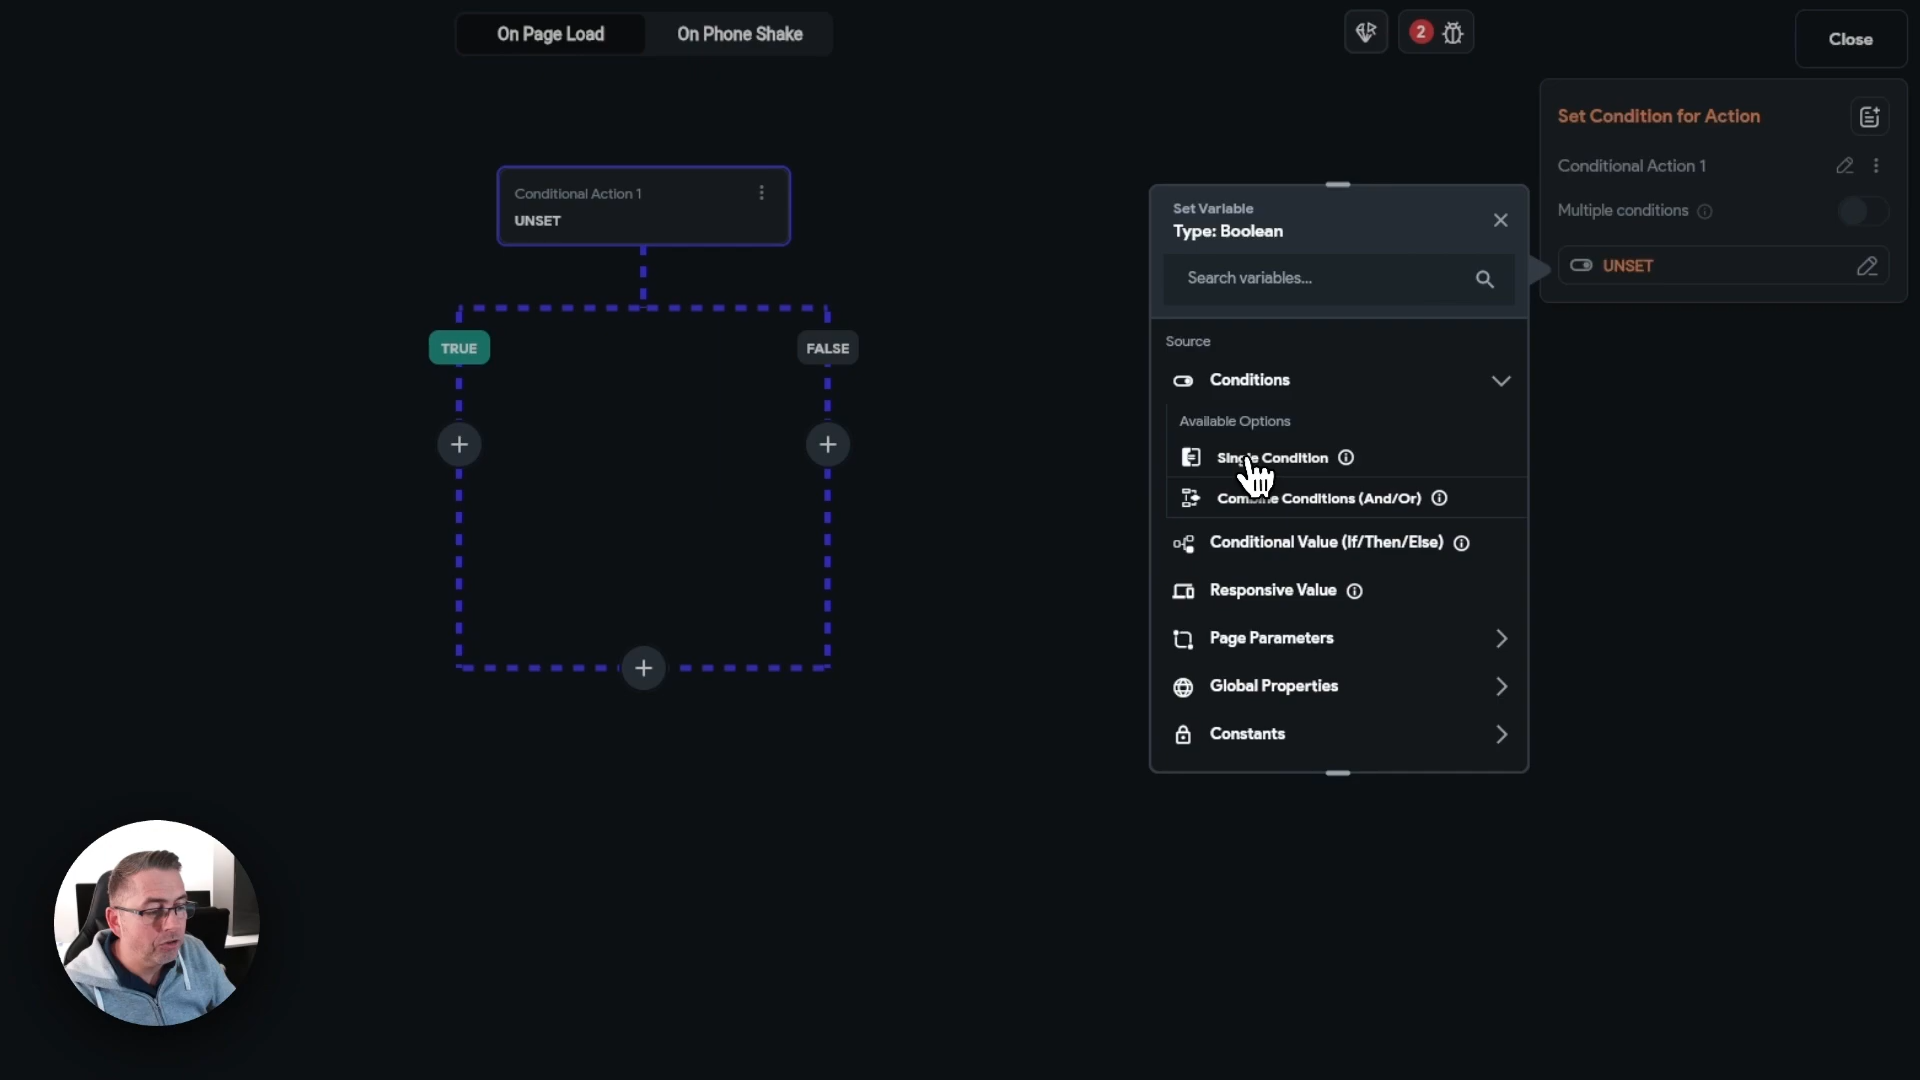 On Page Load
On Phone Shake
2
Close
Set Condition for Action
Conditional Action 1
Multiple conditions
UNSET
Conditional Action 1
UNSET
TRUE
FALSE
Set Variable
Type: Boolean
Search variables...
Source
Conditions
Available Options
Single Condition
Combine Conditions (And/Or)
Conditional Value (If/Then/Else)
Responsive Value
Page Parameters
Global Properties
Constants